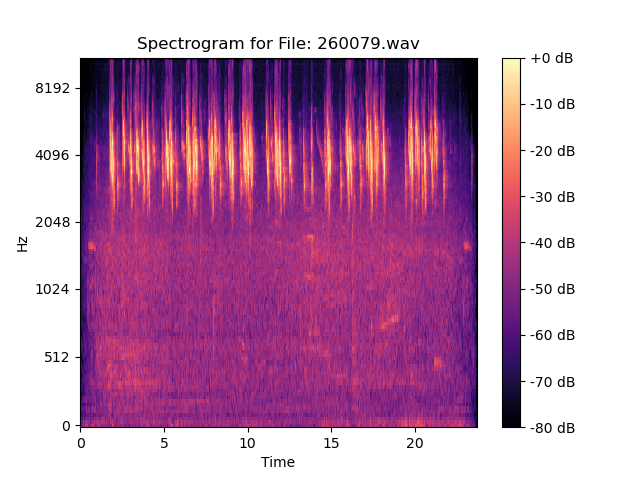 Spectrogram for File: 260079.wav
Hz
8192
4096
2048
1024
512
0
0
5
10
15
20
Time
+0 dB
-10 dB
-20 dB
-30 dB
-40 dB
-50 dB
-60 dB
-70 dB
-80 dB